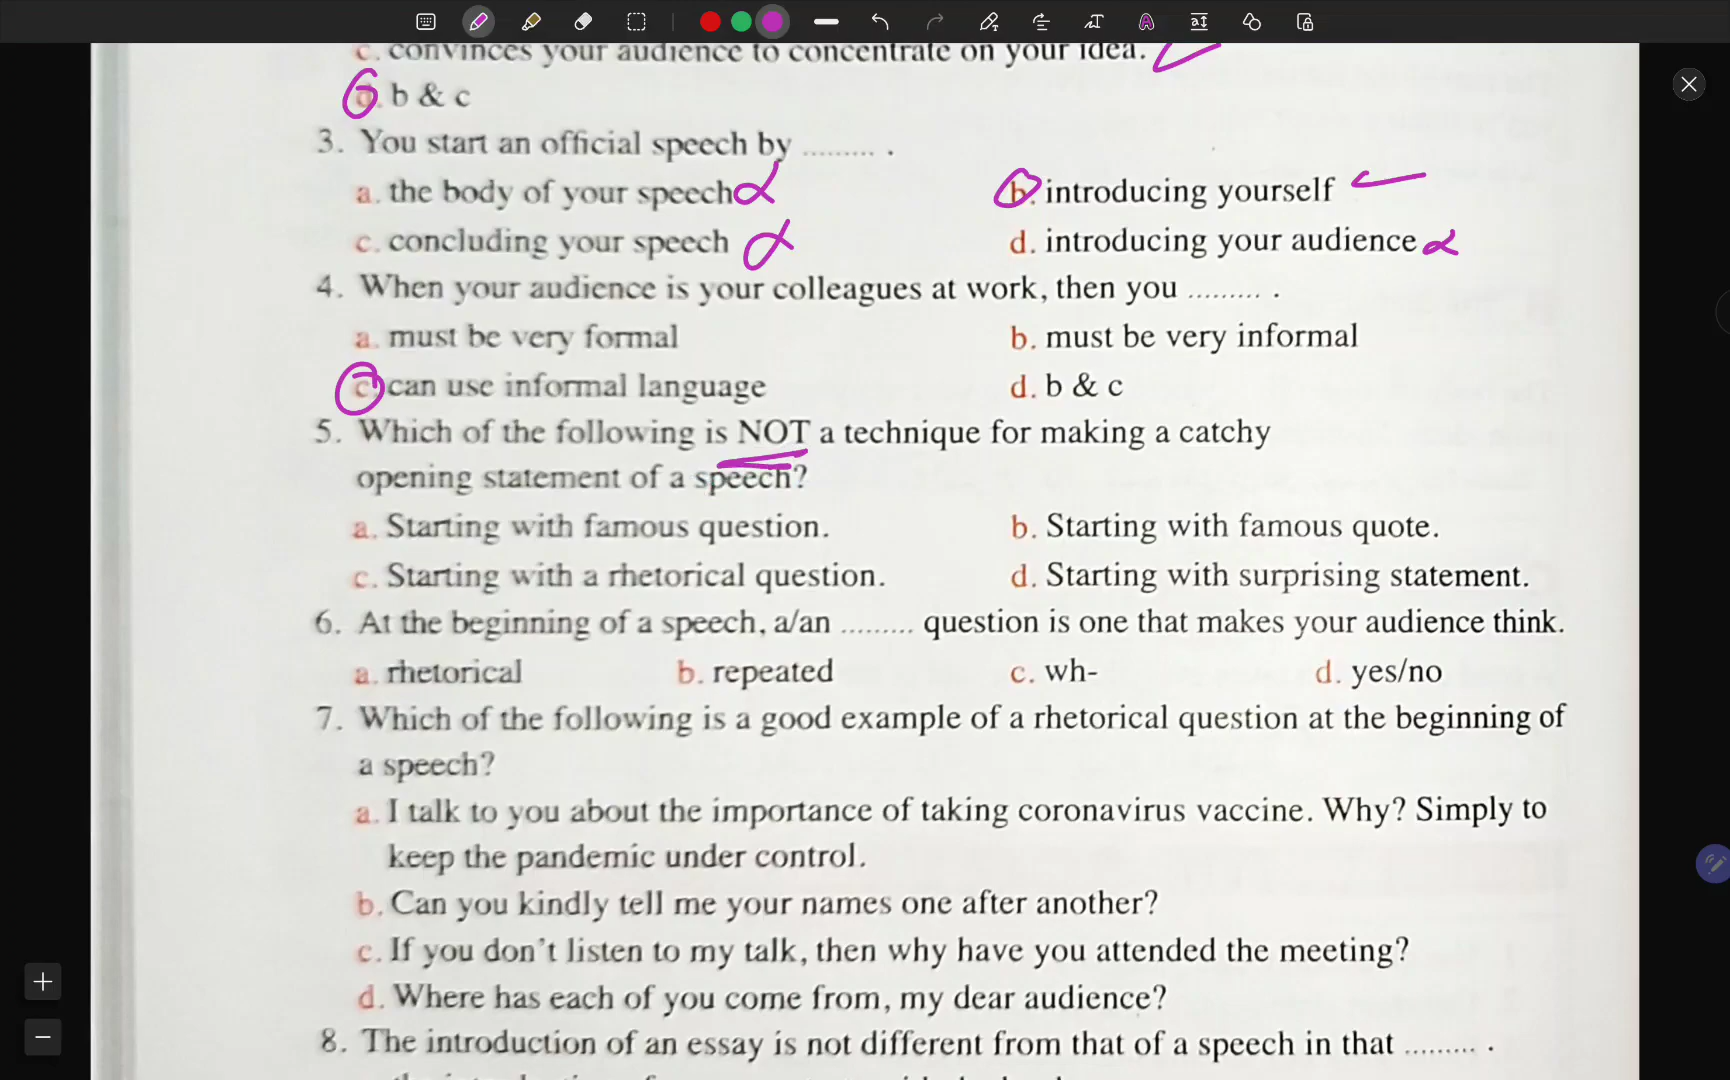 c. convinces your audience to concentrate on your idea.
d. b & c
3. You start an official speech by ......... .
a. the body of your speech
b. introducing yourself
c. concluding your speech
d. introducing your audience
4. When your audience is your colleagues at work, then you ......... .
a. must be very formal
b. must be very informal
c. can use informal language
d. b & c
5. Which of the following is NOT a technique for making a catchy
opening statement of a speech?
a. Starting with famous question.
b. Starting with famous quote.
c. Starting with a rhetorical question.
d. Starting with surprising statement.
6. At the beginning of a speech, a/an ......... question is one that makes your audience think.
a. rhetorical
b. repeated
c. wh-
d. yes/no
7. Which of the following is a good example of a rhetorical question at the beginning of
a speech?
a. I talk to you about the importance of taking coronavirus vaccine. Why? Simply to
keep the pandemic under control.
b. Can you kindly tell me your names one after another?
c. If you don't listen to my talk, then why have you attended the meeting?
d. Where has each of you come from, my dear audience?
8. The introduction of an essay is not different from that of a speech in that ......... .